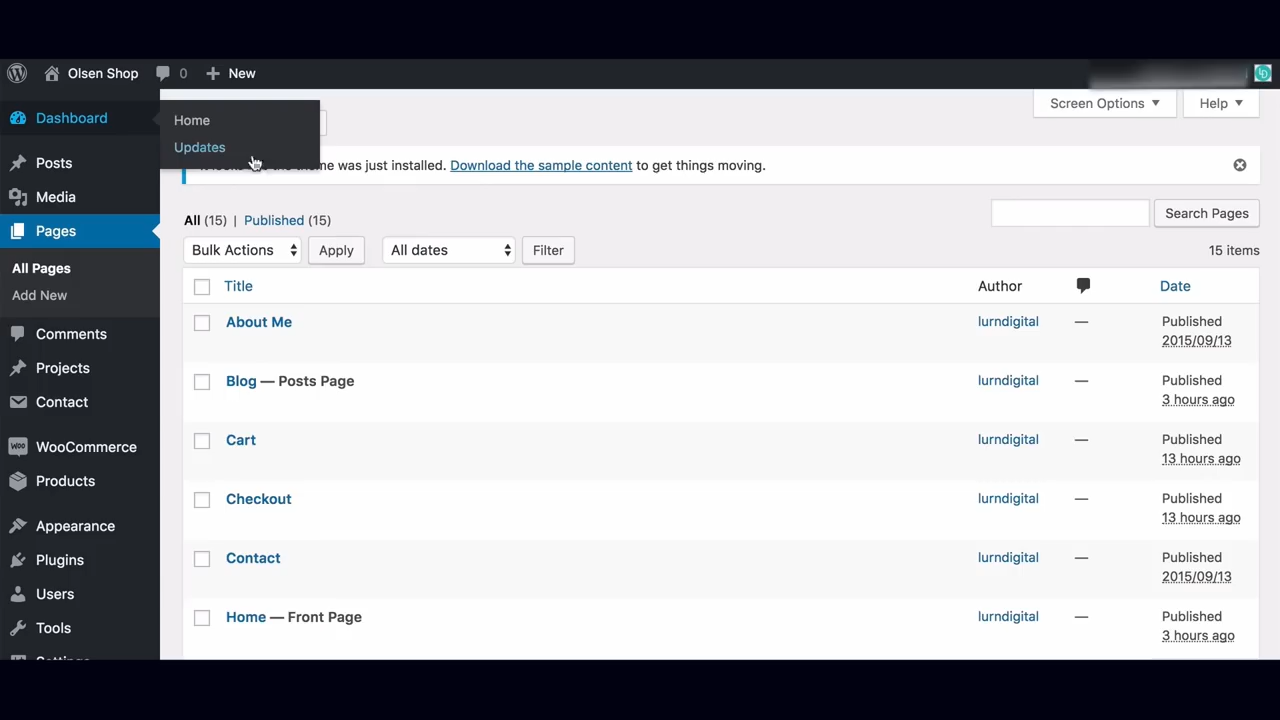 Olsen Shop 0 New
Screen Options Help
Dashboard
Home
Updates
Posts
Media
Pages
All Pages
Add New
Comments
Projects
Contact
WooCommerce
Products
Appearance
Plugins
Users
Tools
was just installed. Download the sample content to get things moving.
All (15) | Published (15)
Search Pages
Bulk Actions Apply All dates Filter 15 items
Title Author Date
About Me lurndigital — Published
2015/09/13
Blog — Posts Page lurndigital — Published
3 hours ago
Cart lurndigital — Published
13 hours ago
Checkout lurndigital — Published
13 hours ago
Contact lurndigital — Published
2015/09/13
Home — Front Page lurndigital — Published
3 hours ago